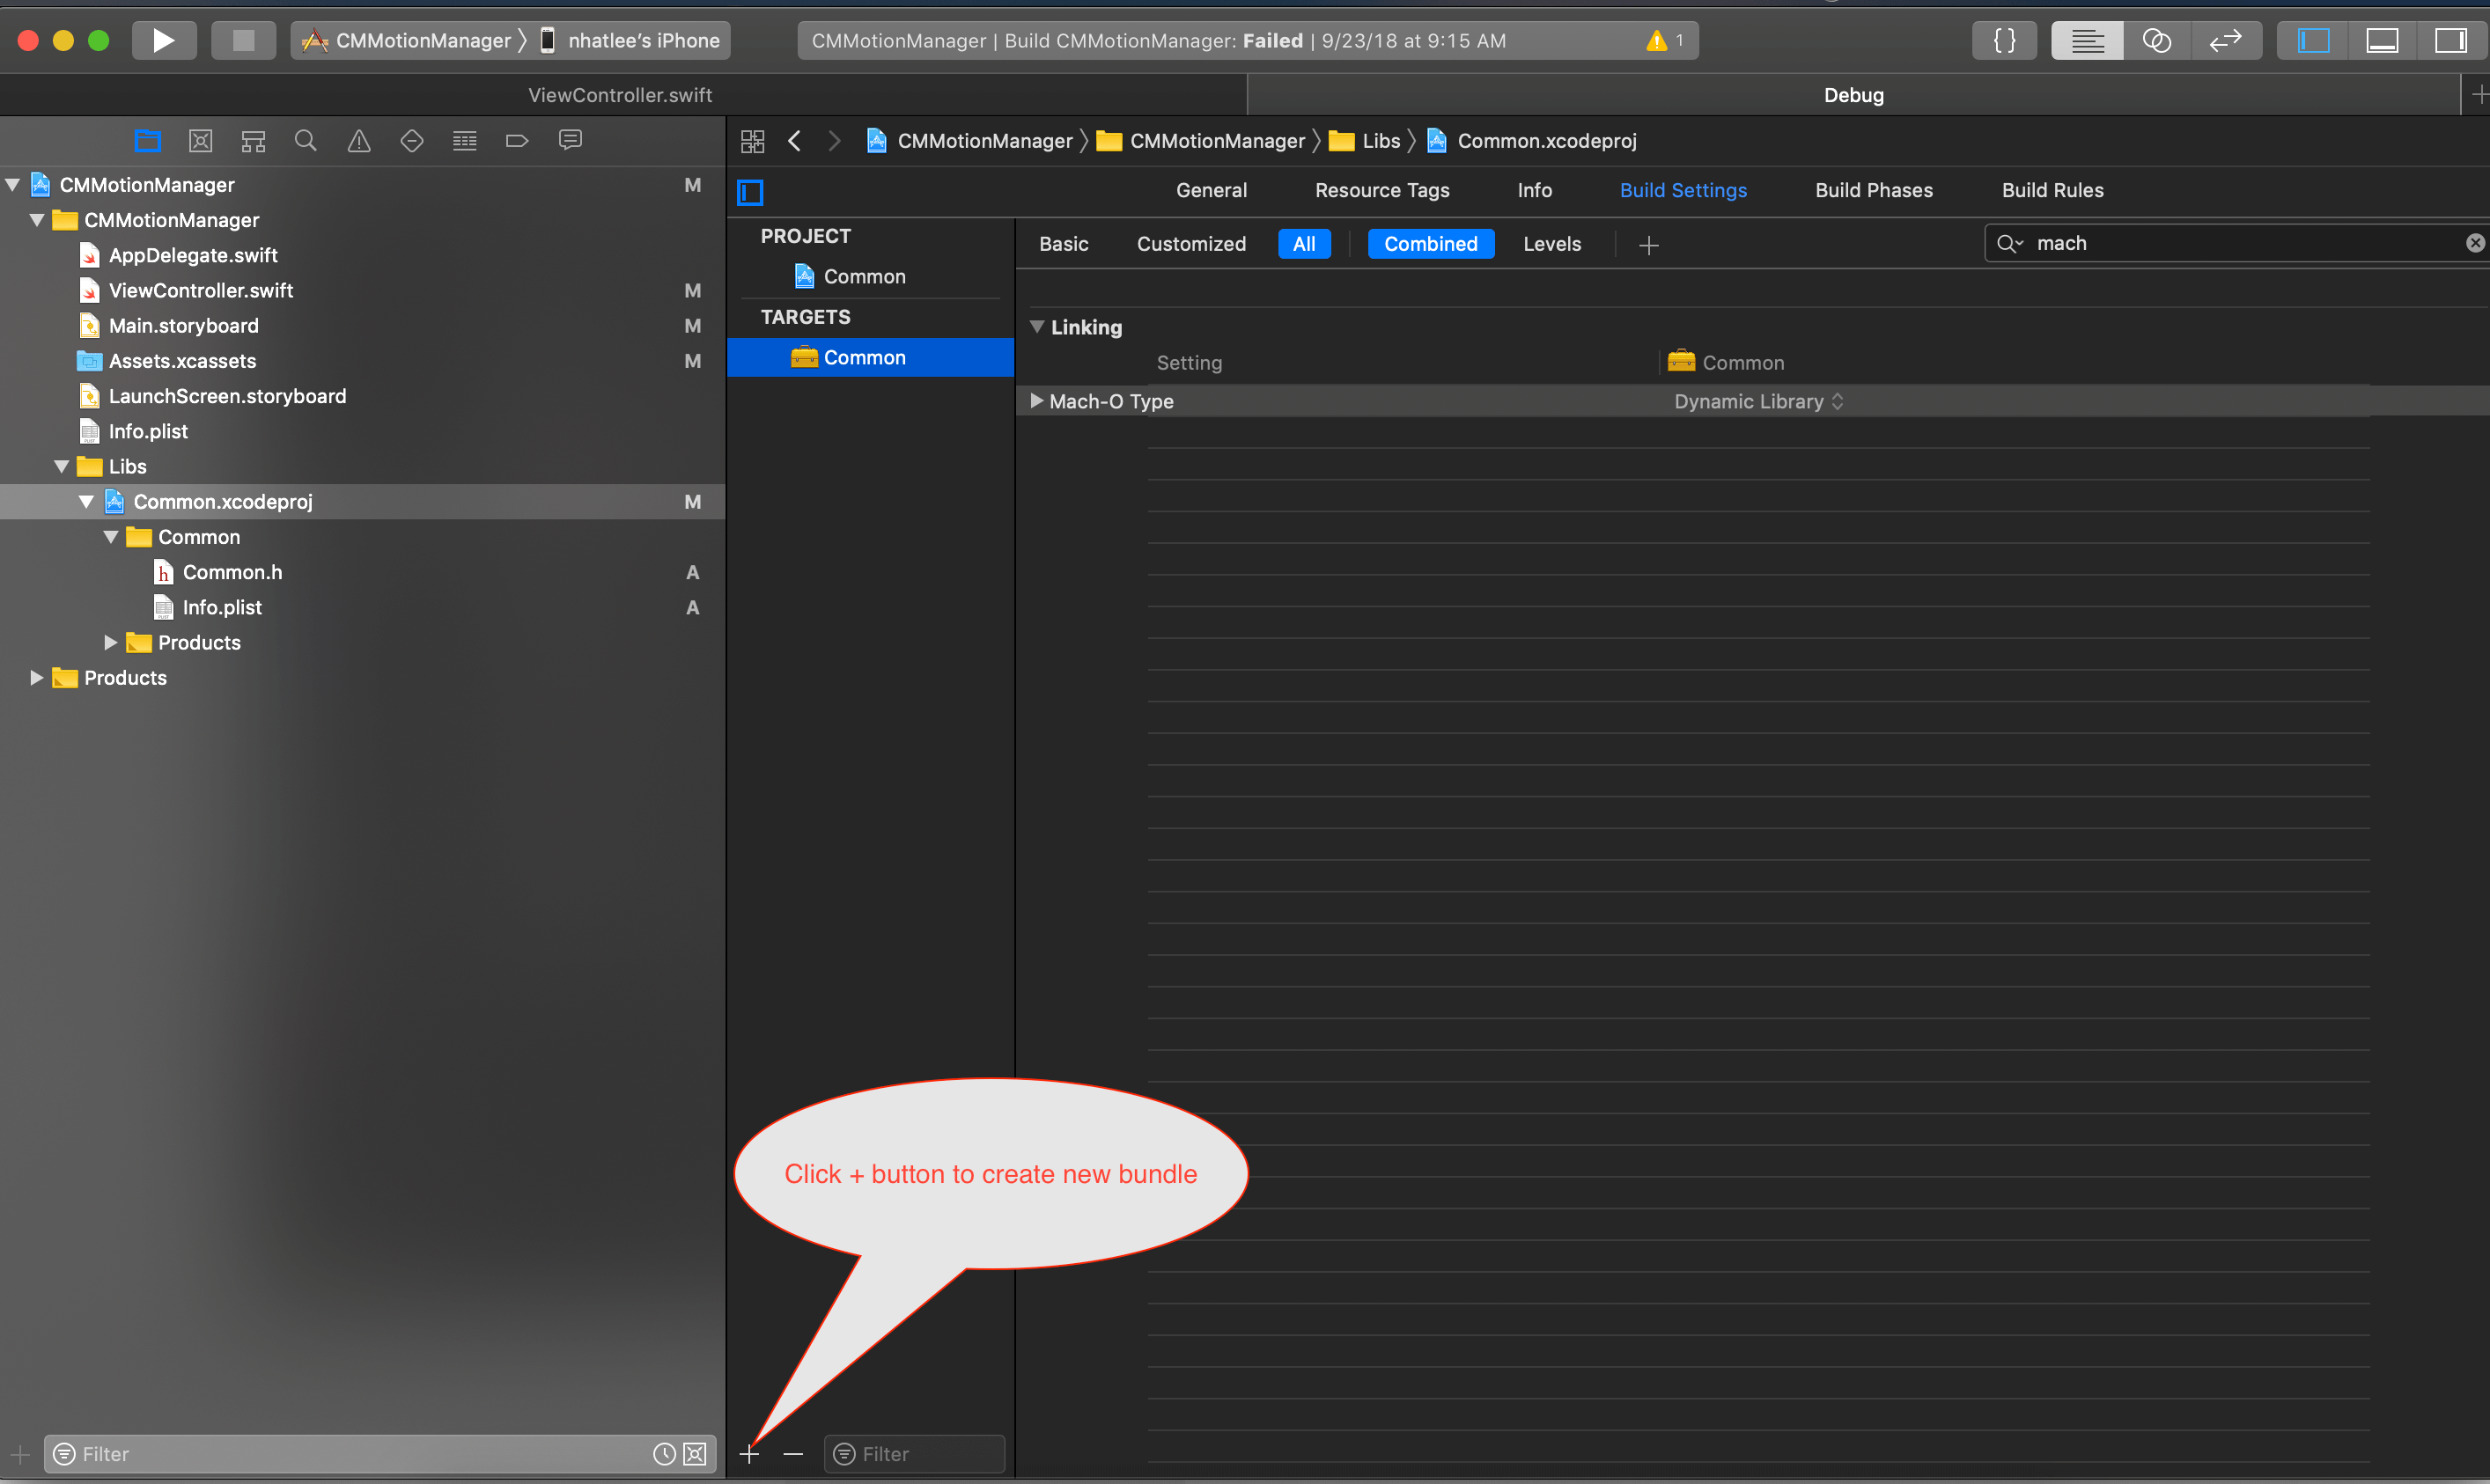 CMMotionManager 〉 nhatlee’s iPhone
CMMotionManager | Build CMMotionManager: Failed | 9/23/18 at 9:15 AM
1
{}
ViewController.swift
Debug
CMMotionManager 〉 CMMotionManager 〉 Libs 〉 Common.xcodeproj
CMMotionManager M
CMMotionManager
AppDelegate.swift
ViewController.swift M
Main.storyboard M
Assets.xcassets M
LaunchScreen.storyboard
Info.plist
Libs
Common.xcodeproj M
Common
Common.h A
Info.plist A
Products
Products
Filter
General Resource Tags Info Build Settings Build Phases Build Rules
PROJECT
Common
TARGETS
Common
Basic Customized All Combined Levels +
mach
Linking
Setting Common
Mach-O Type Dynamic Library
Click + button to create new bundle
+ − Filter